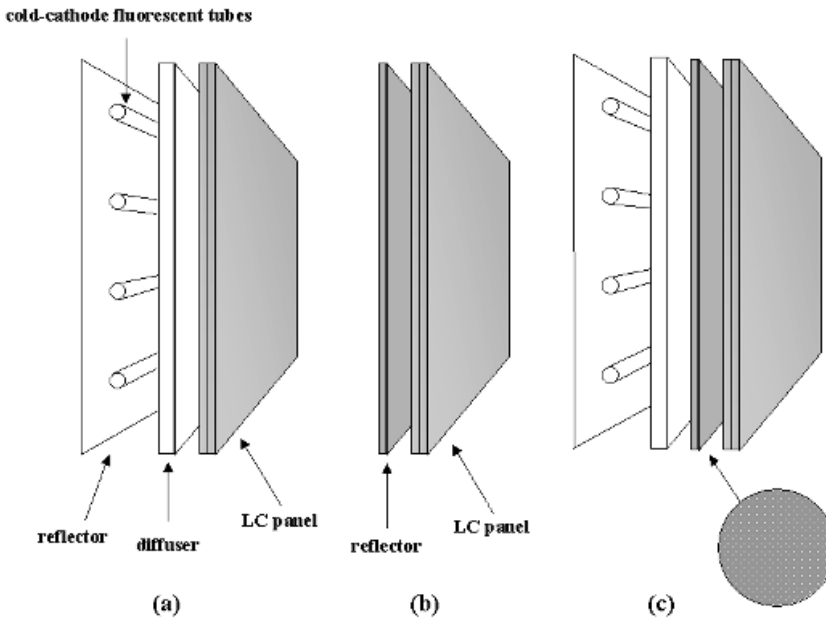 cold-cathode fluorescent tubes
reflector
diffuser
LC panel
reflector
LC panel
(a)
(b)
(c)